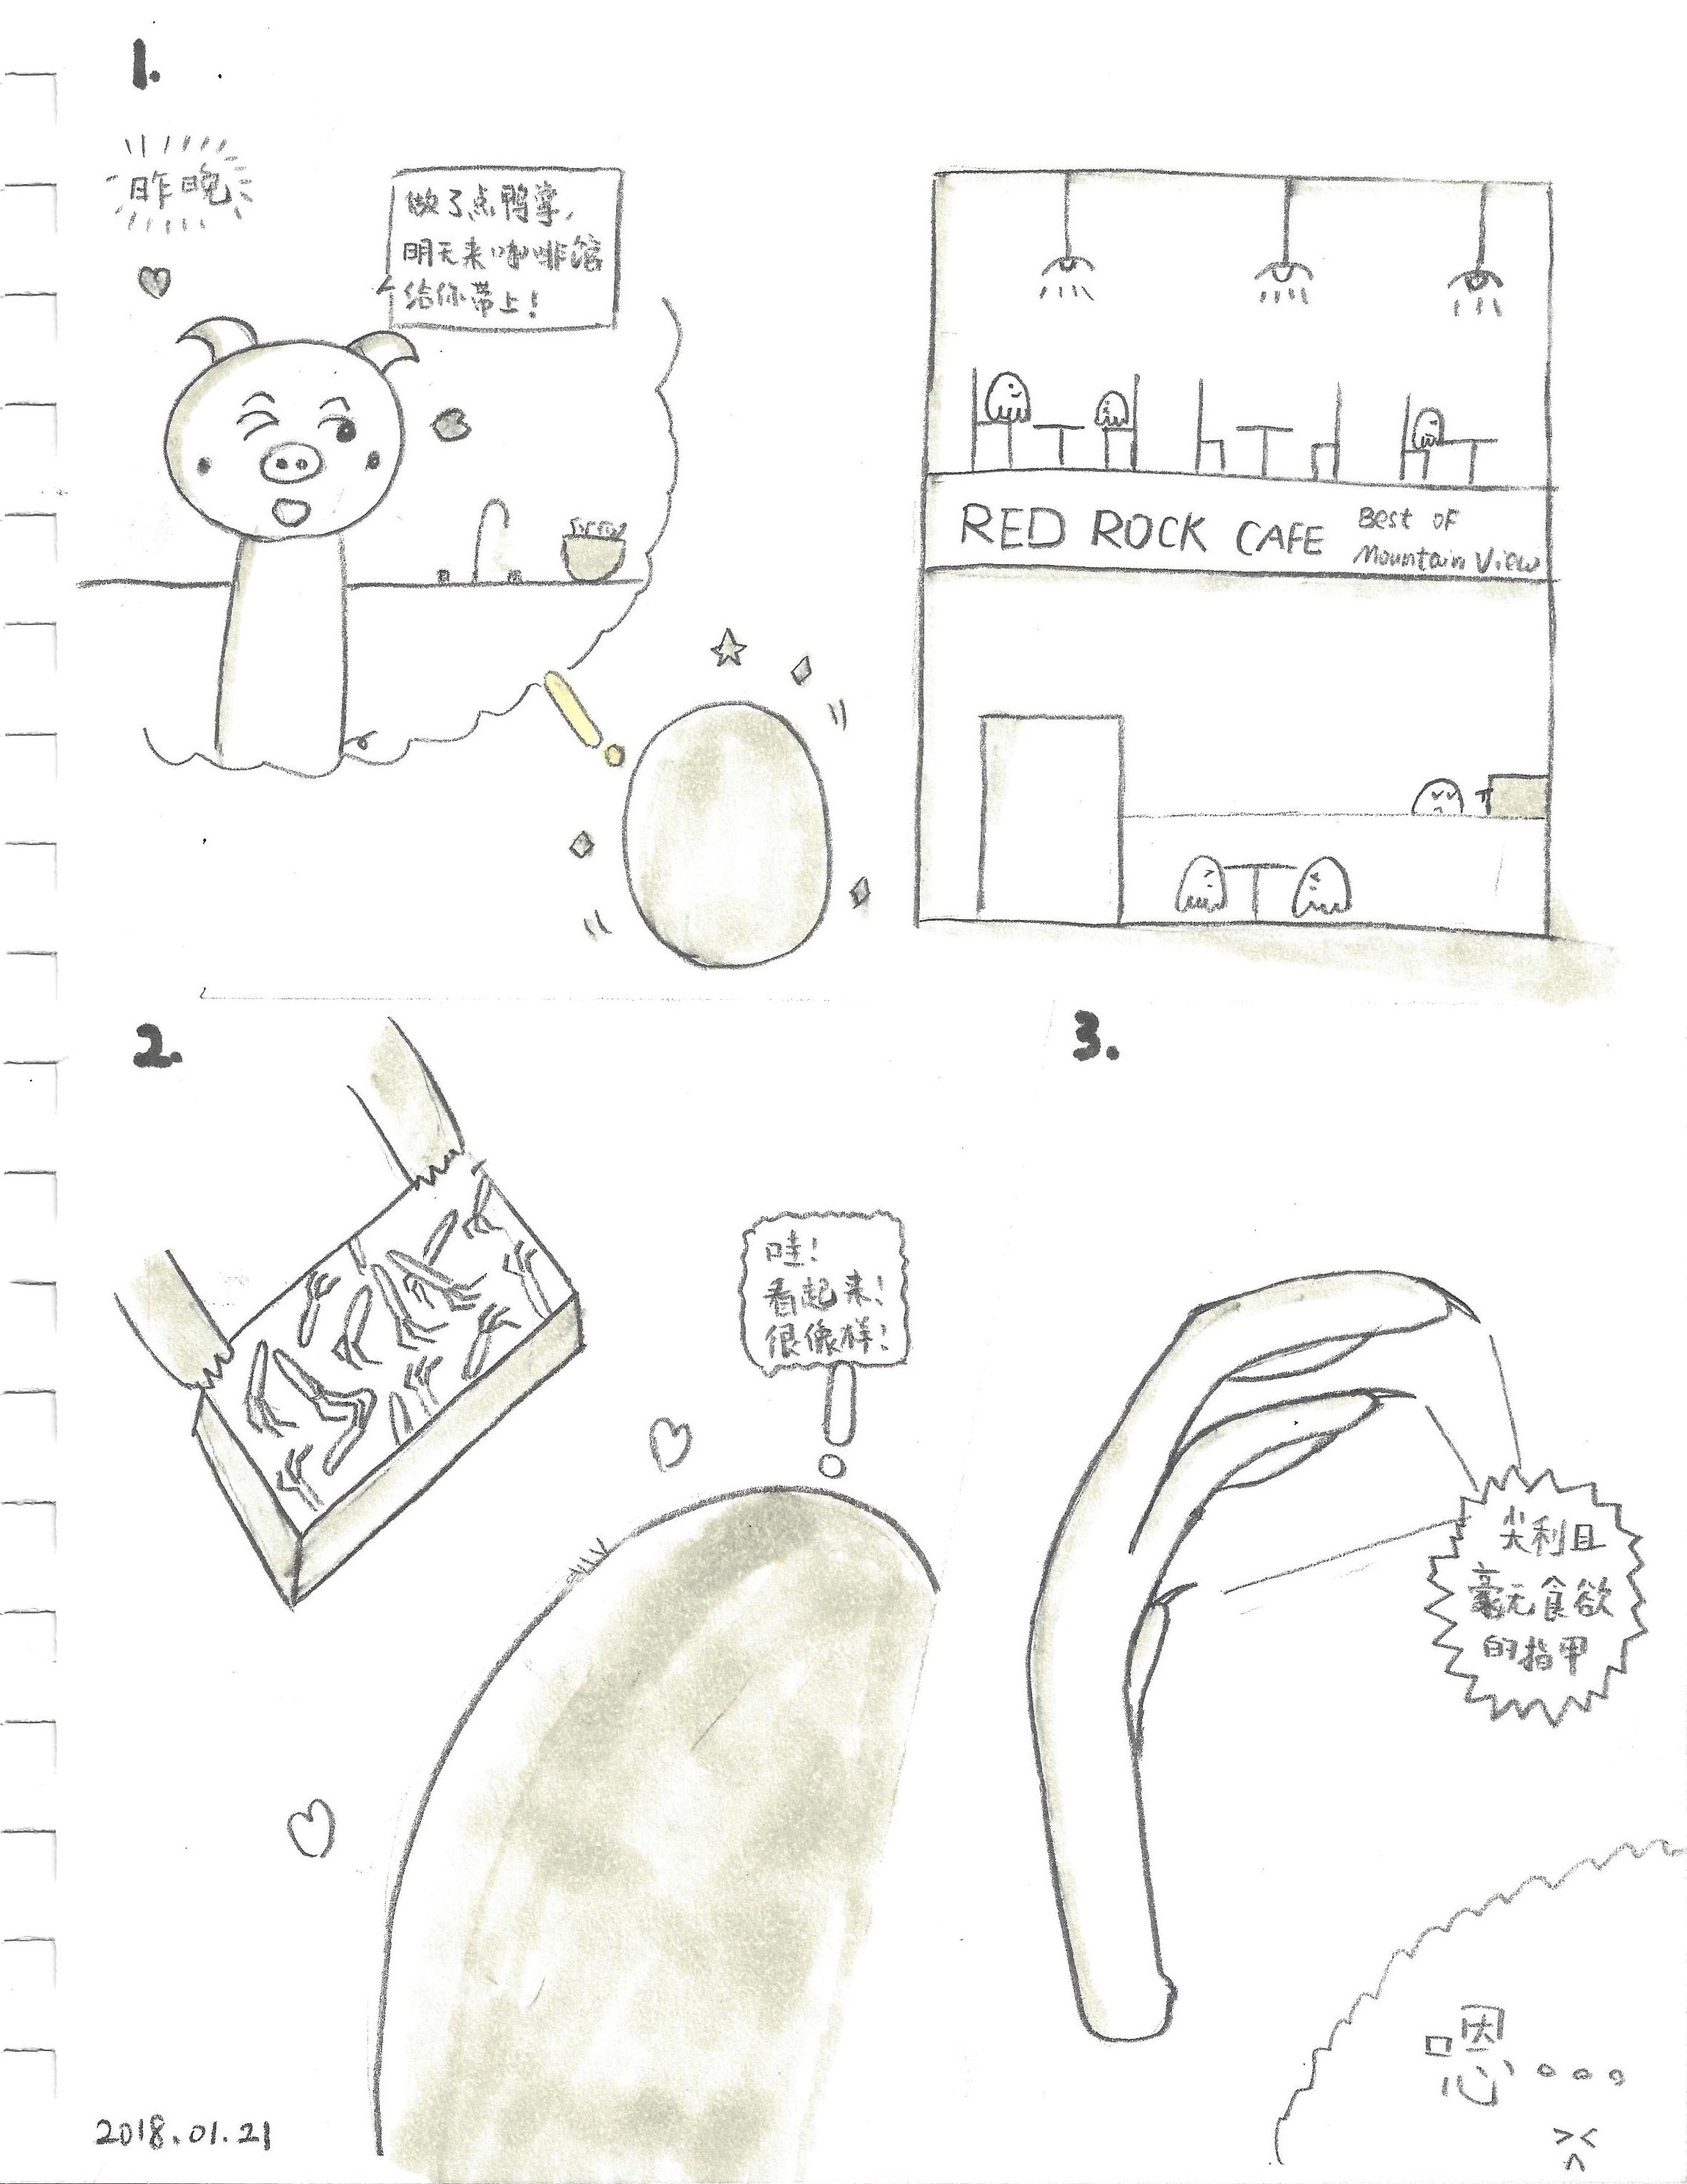 1.
昨晚
做了点鸭掌,
明天来咖啡馆
给你带上!
RED ROCK CAFE
Best of
Mountain View
2.
哇!
看起来!
很像样!
3.
尖利且
毫无食欲
的指甲
嗯...
2018.01.21